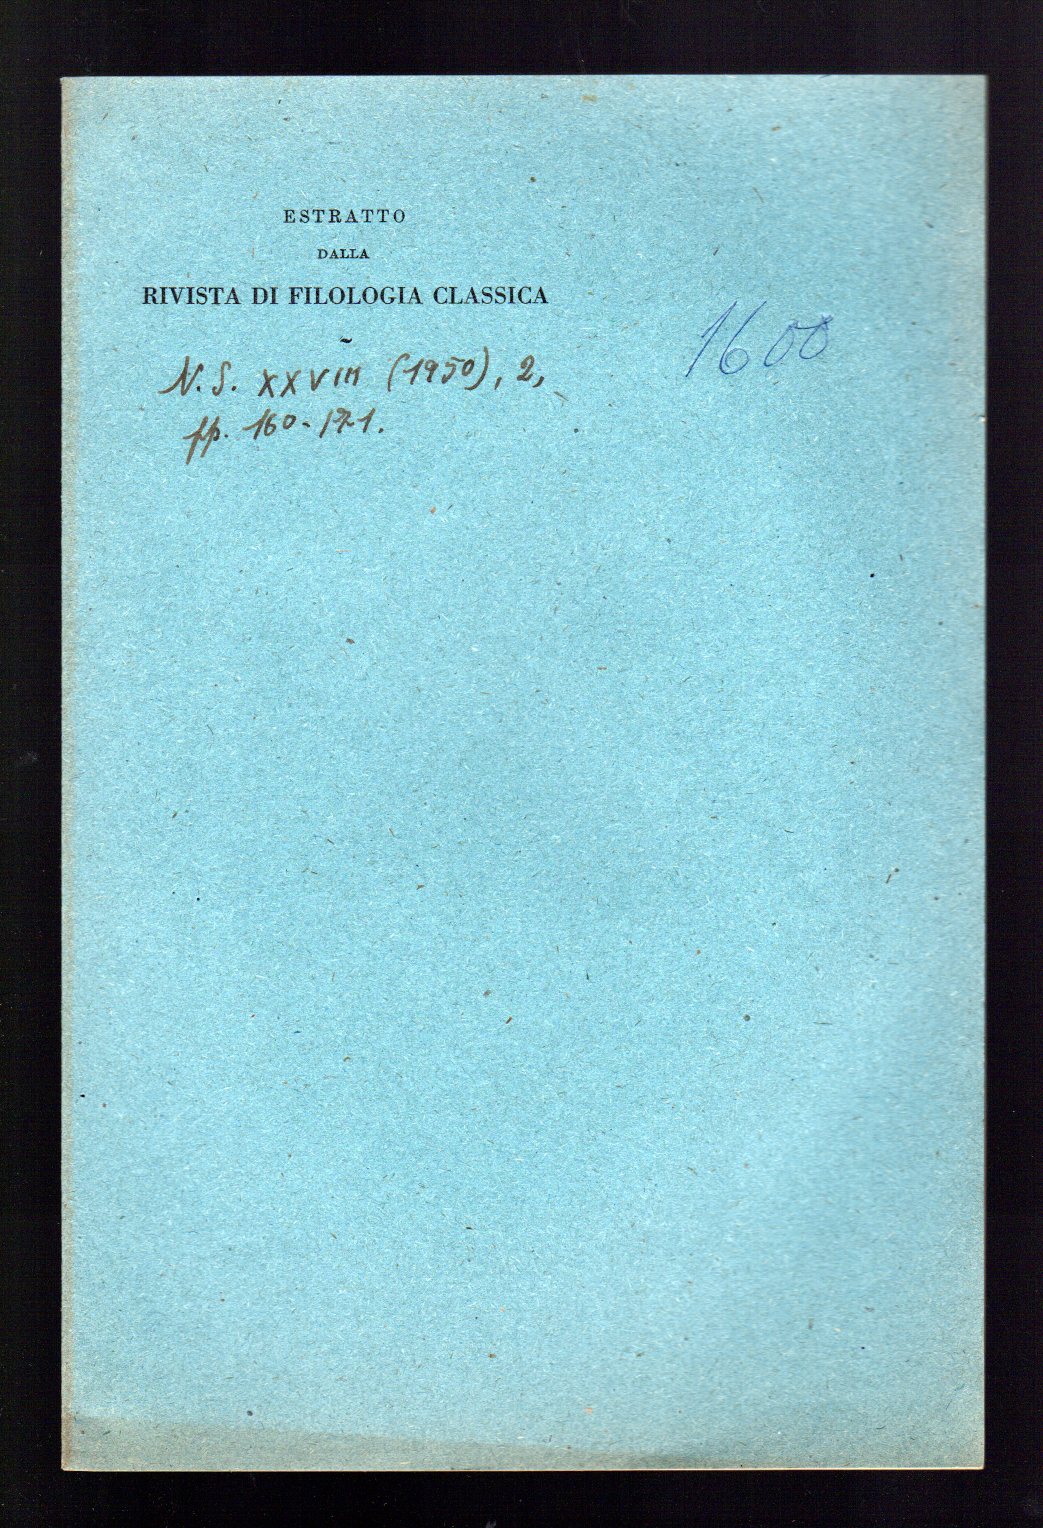 ESTRATTO
DALLA
RIVISTA DI FILOLOGIA CLASSICA
N. S. XXVIII (1950), 2,
pp. 160-171.
1600